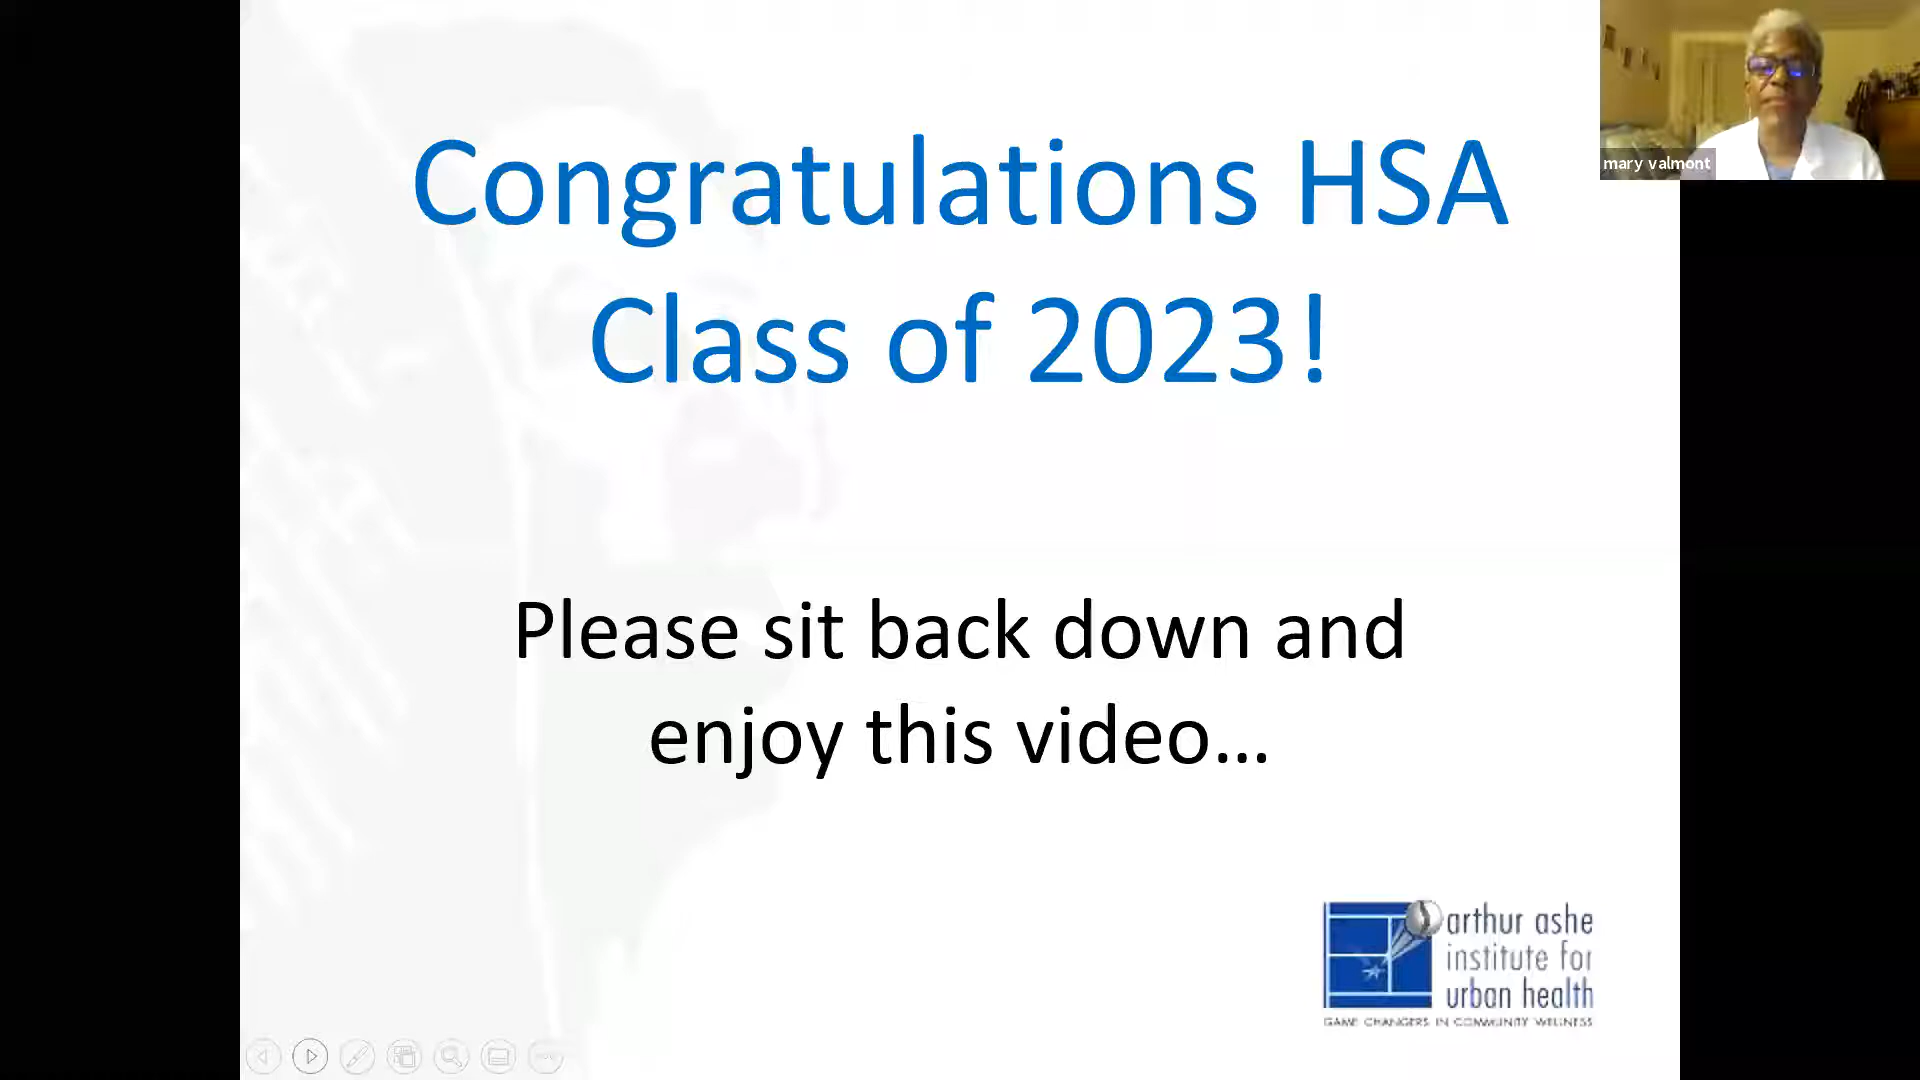 Congratulations HSA
Class of 2023!
Please sit back down and
enjoy this video...
mary valmont
arthur ashe
institute for
urban health
GAME CHANGERS IN COMMUNITY WELLNESS